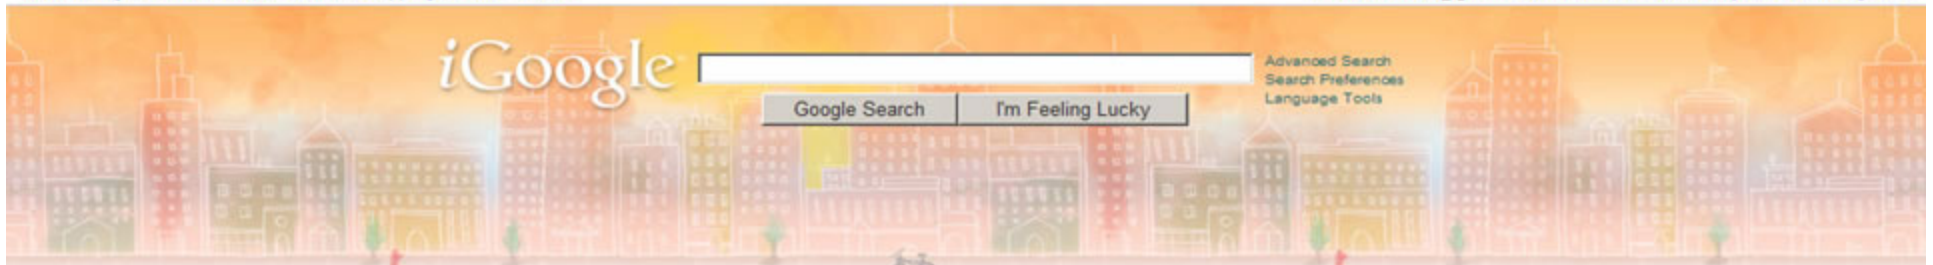 iGoogle
Advanced Search
Search Preferences
Language Tools
Google Search
I'm Feeling Lucky